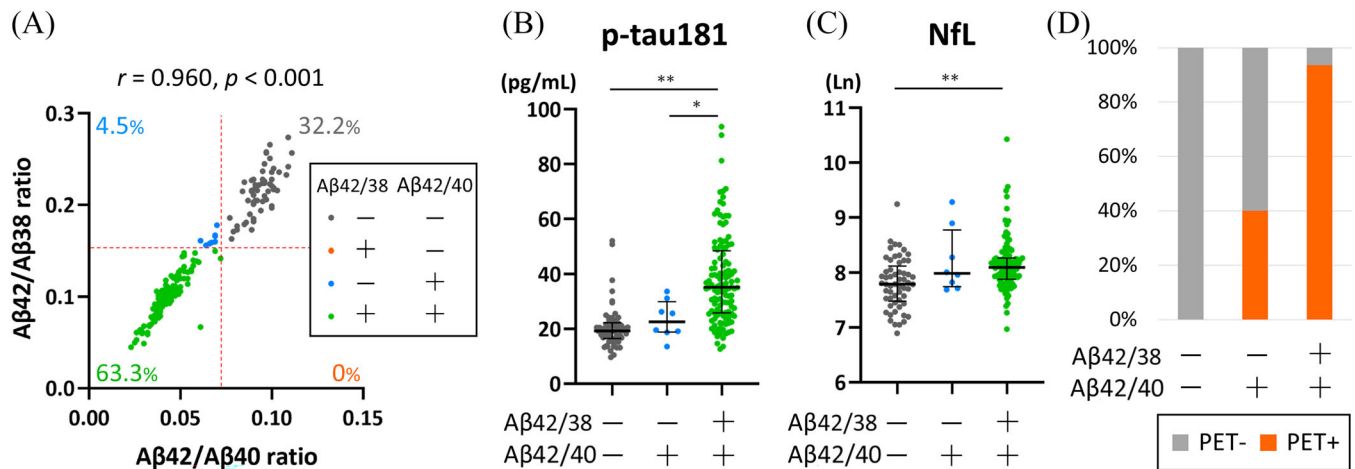 (A)
r = 0.960, p < 0.001
Aβ42/Aβ38 ratio
0.3
0.2
0.1
0.0
4.5%
32.2%
63.3%
0%
0.00
0.05
0.10
0.15
Aβ42/Aβ40 ratio
Aβ42/38 Aβ42/40
− −
+ −
− +
+ +
(B)
p-tau181
(pg/mL)
**
*
100
80
60
40
20
0
Aβ42/38 − − +
Aβ42/40 − + +
(C)
NfL
(Ln)
**
11
10
9
8
7
6
Aβ42/38 − − +
Aβ42/40 − + +
(D)
100%
80%
60%
40%
20%
0%
Aβ42/38 − − +
Aβ42/40 − + +
PET- PET+